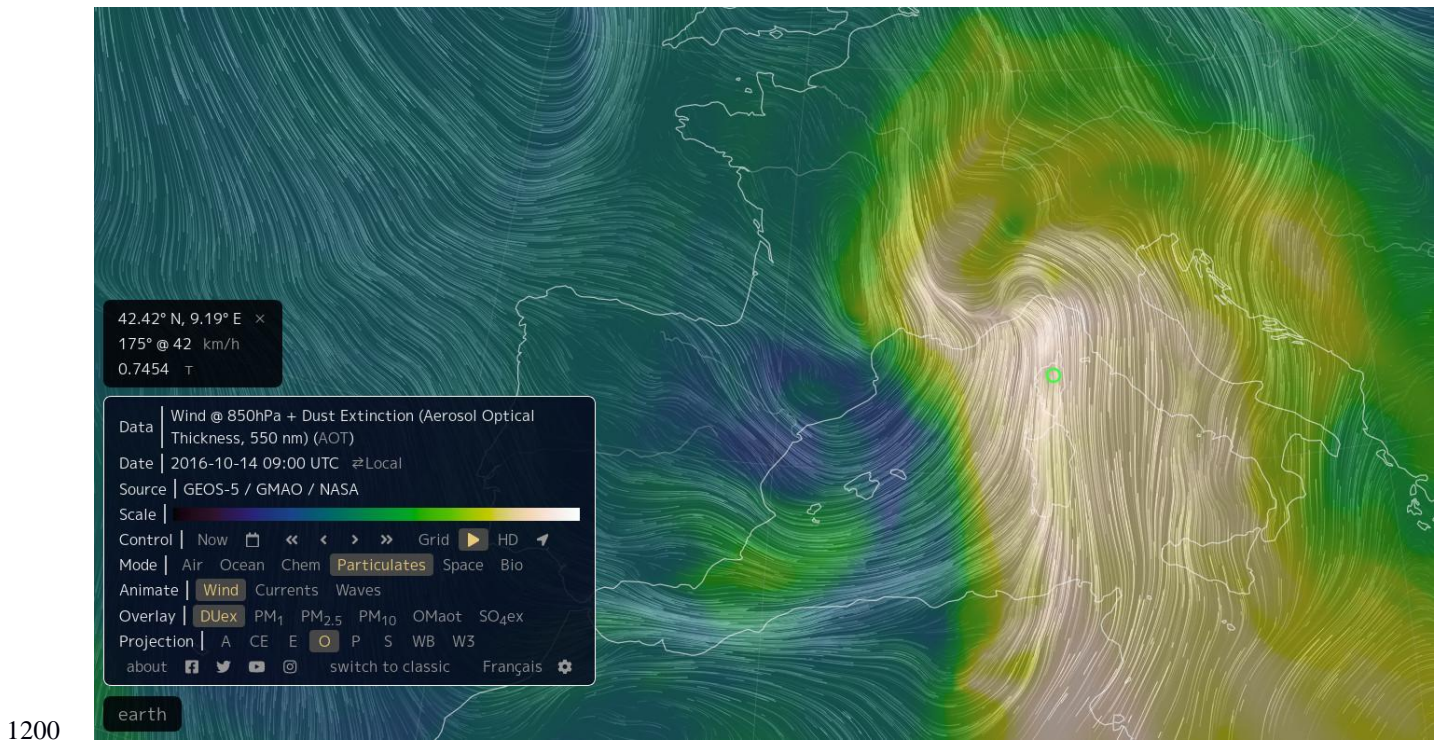 42.42° N, 9.19° E ×
175° @ 42 km/h
0.7454 T
Data | Wind @ 850hPa + Dust Extinction (Aerosol Optical
Thickness, 550 nm) (AOT)
Date | 2016-10-14 09:00 UTC ⇄Local
Source | GEOS-5 / GMAO / NASA
Scale |
Control | Now « ‹ › » Grid HD
Mode | Air Ocean Chem Particulates Space Bio
Animate | Wind Currents Waves
Overlay | DUex PM₁ PM₂.₅ PM₁₀ OMaot SO₄ex
Projection | A CE E O P S WB W3
about switch to classic Français
earth
1200